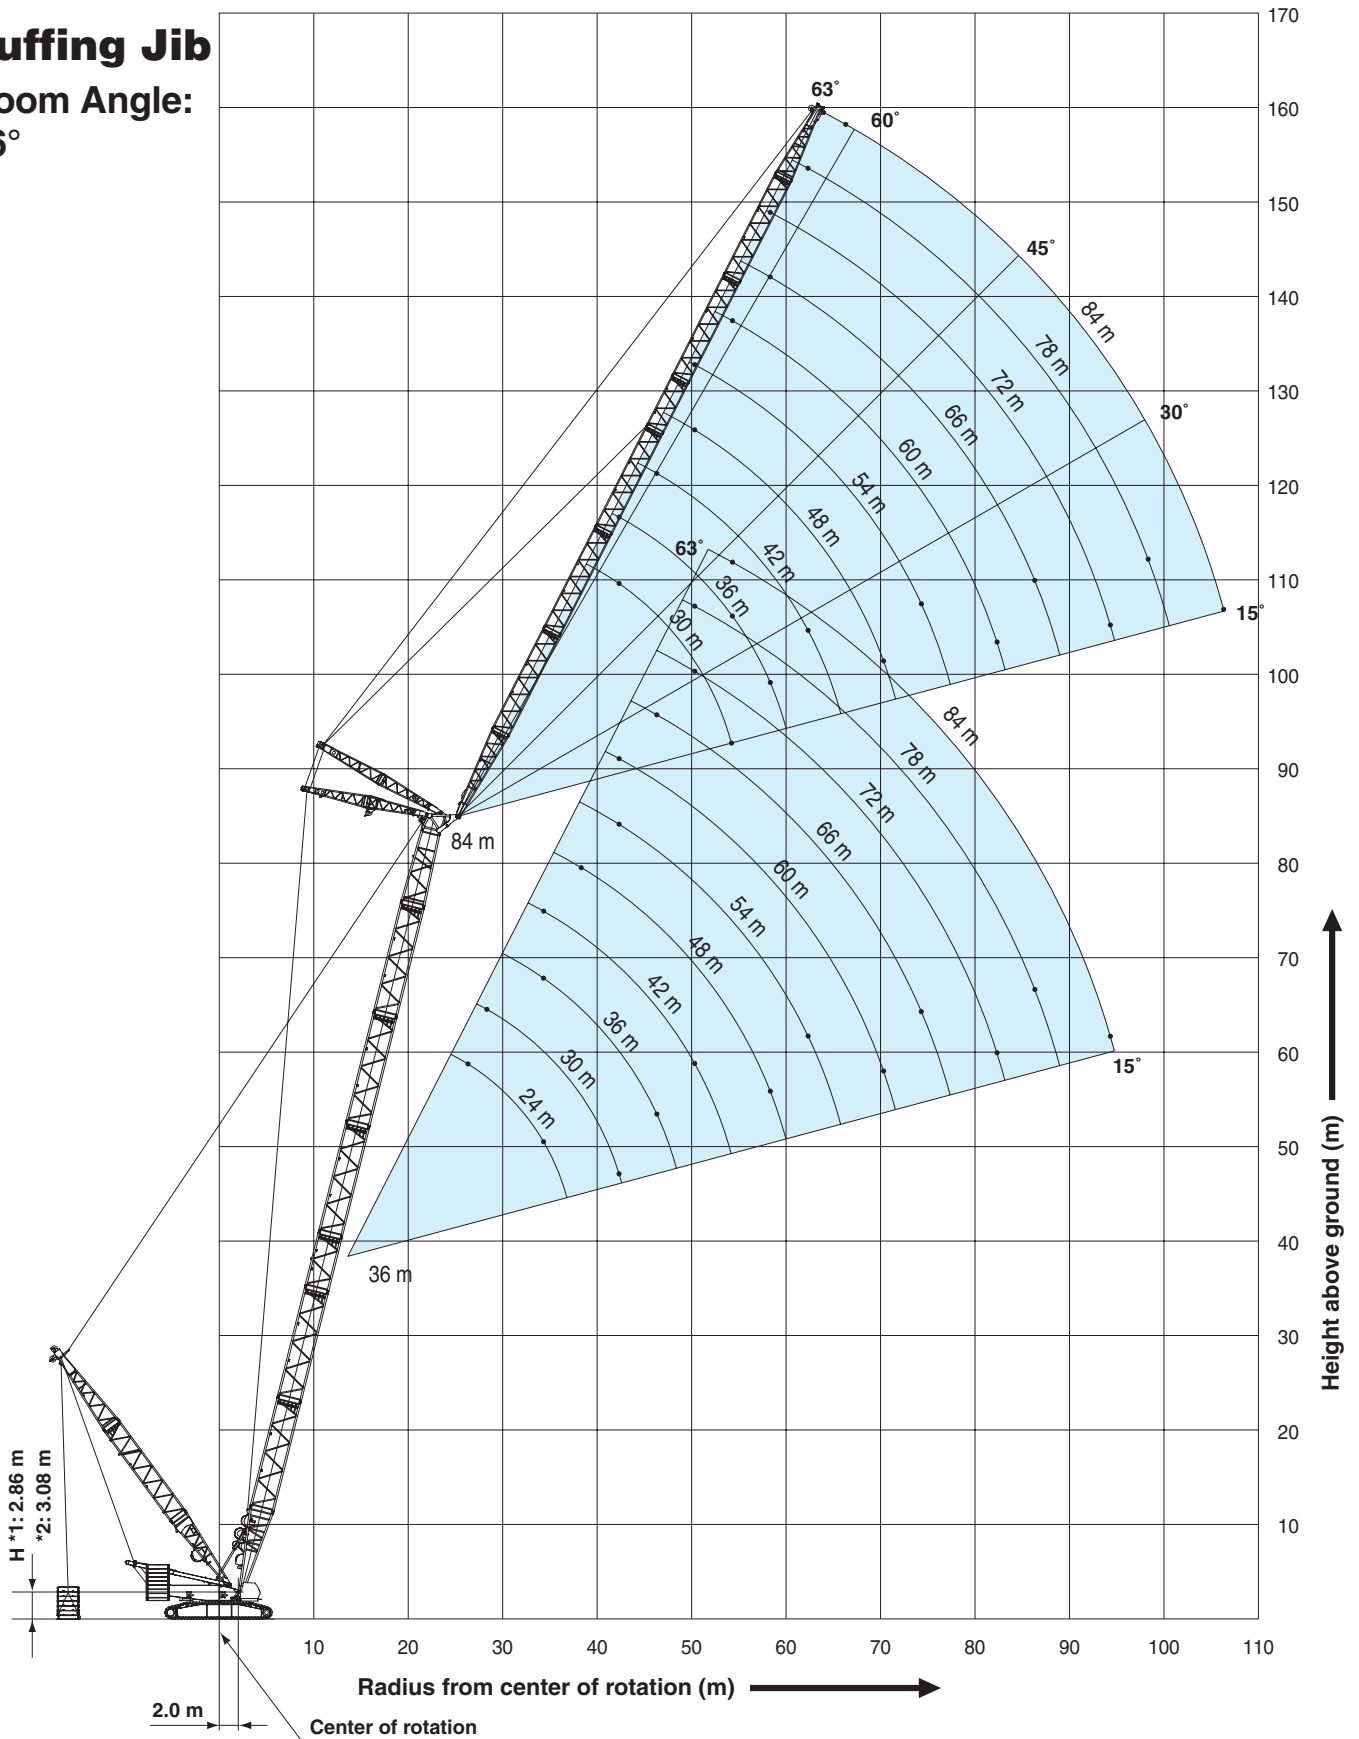 uffing Jib
oom Angle:
6°
170
160
150
140
130
120
110
100
90
80
70
60
50
40
30
20
10
63°
60°
45°
30°
15°
84 m
78 m
72 m
66 m
60 m
54 m
48 m
42 m
36 m
30 m
63°
84 m
84 m
78 m
72 m
66 m
60 m
54 m
48 m
42 m
36 m
30 m
24 m
15°
36 m
Height above ground (m)
H *1: 2.86 m
*2: 3.08 m
10 20 30 40 50 60 70 80 90 100 110
Radius from center of rotation (m)
2.0 m
Center of rotation